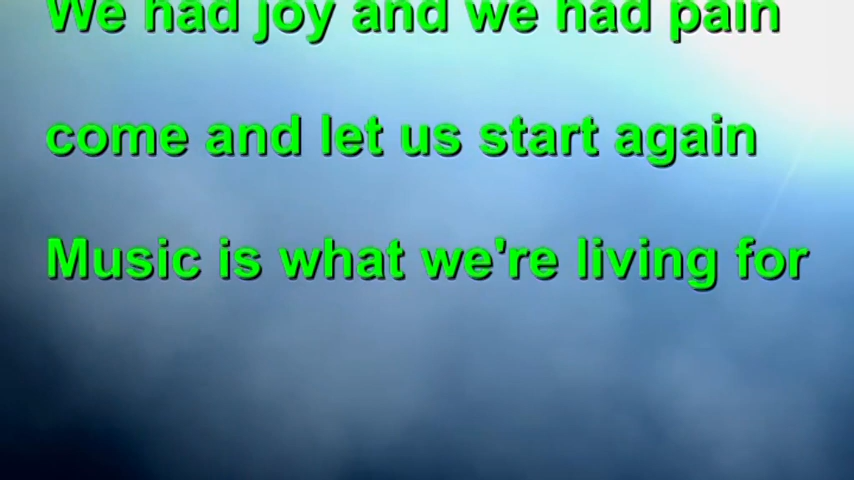 We had joy and we had pain
come and let us start again
Music is what we're living for